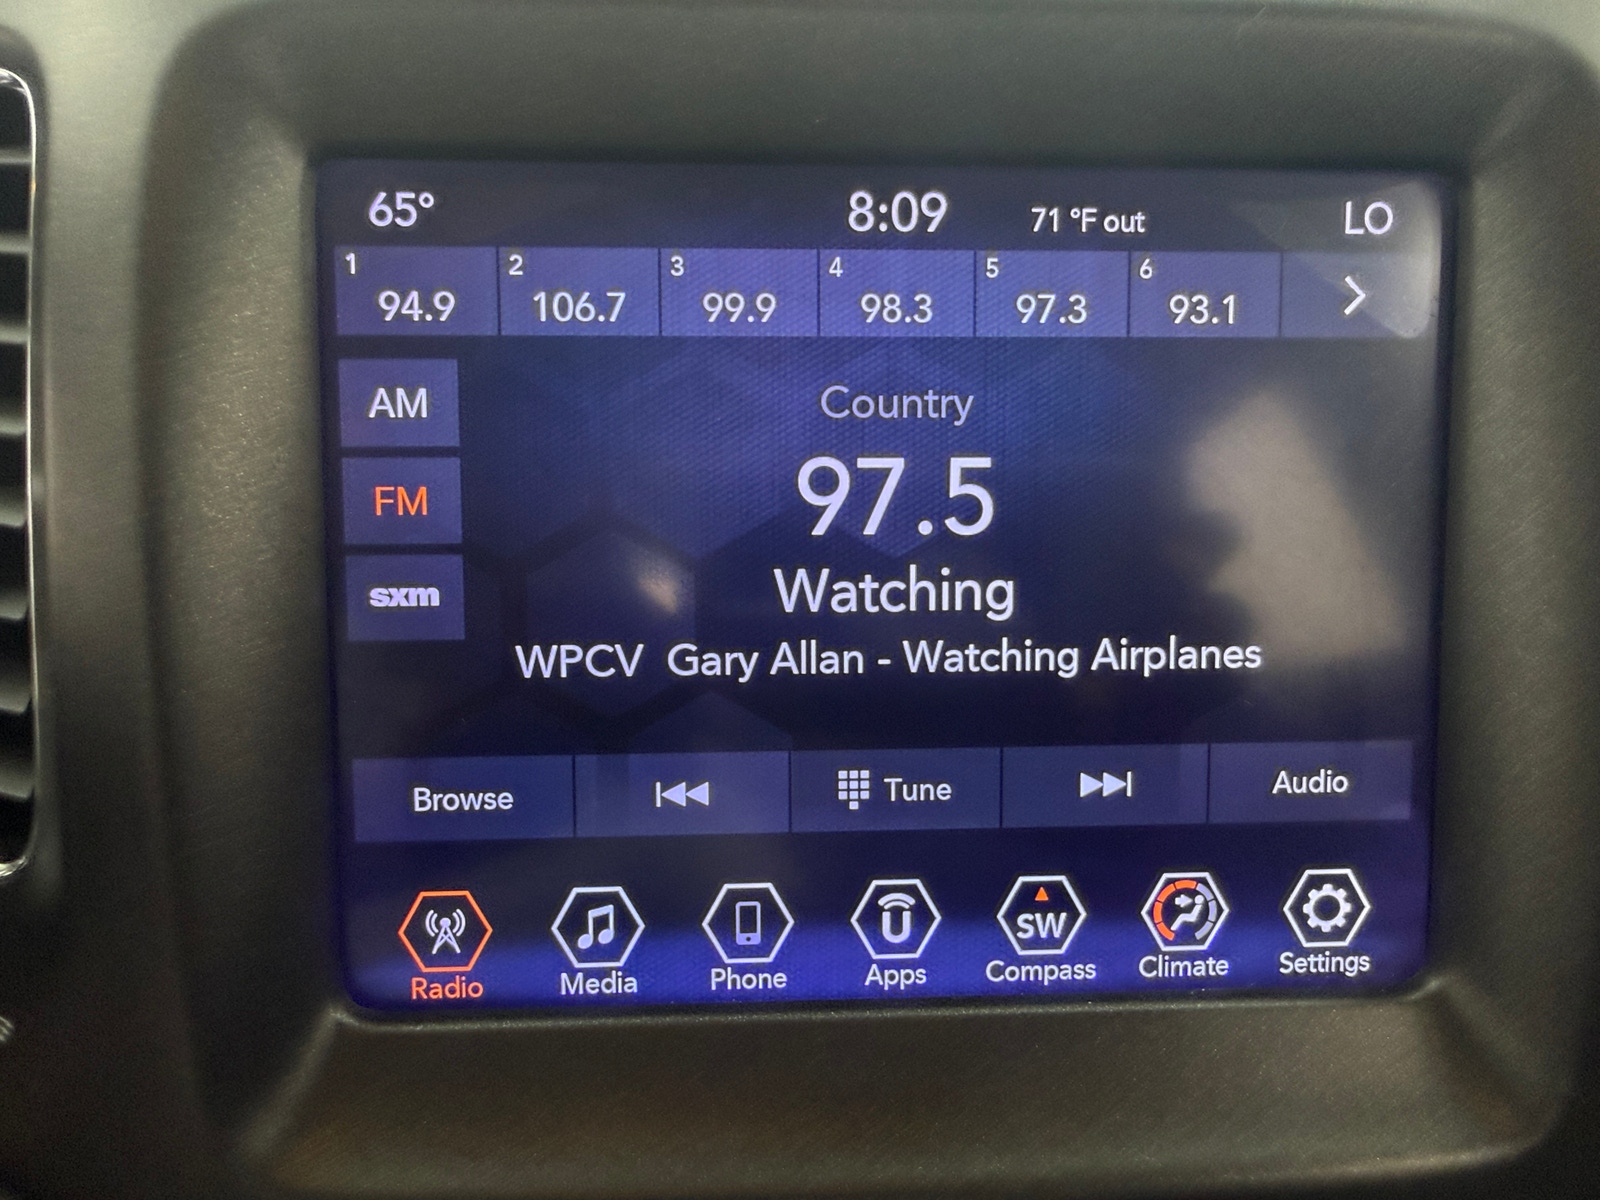 65° 8:09 71 °F out LO
1 2 3 4 5 6
94.9 106.7 99.9 98.3 97.3 93.1
AM
Country
FM
97.5
sxm
Watching
WPCV Gary Allan - Watching Airplanes
Browse Tune Audio
U SW
Radio Media Phone Apps Compass Climate Settings